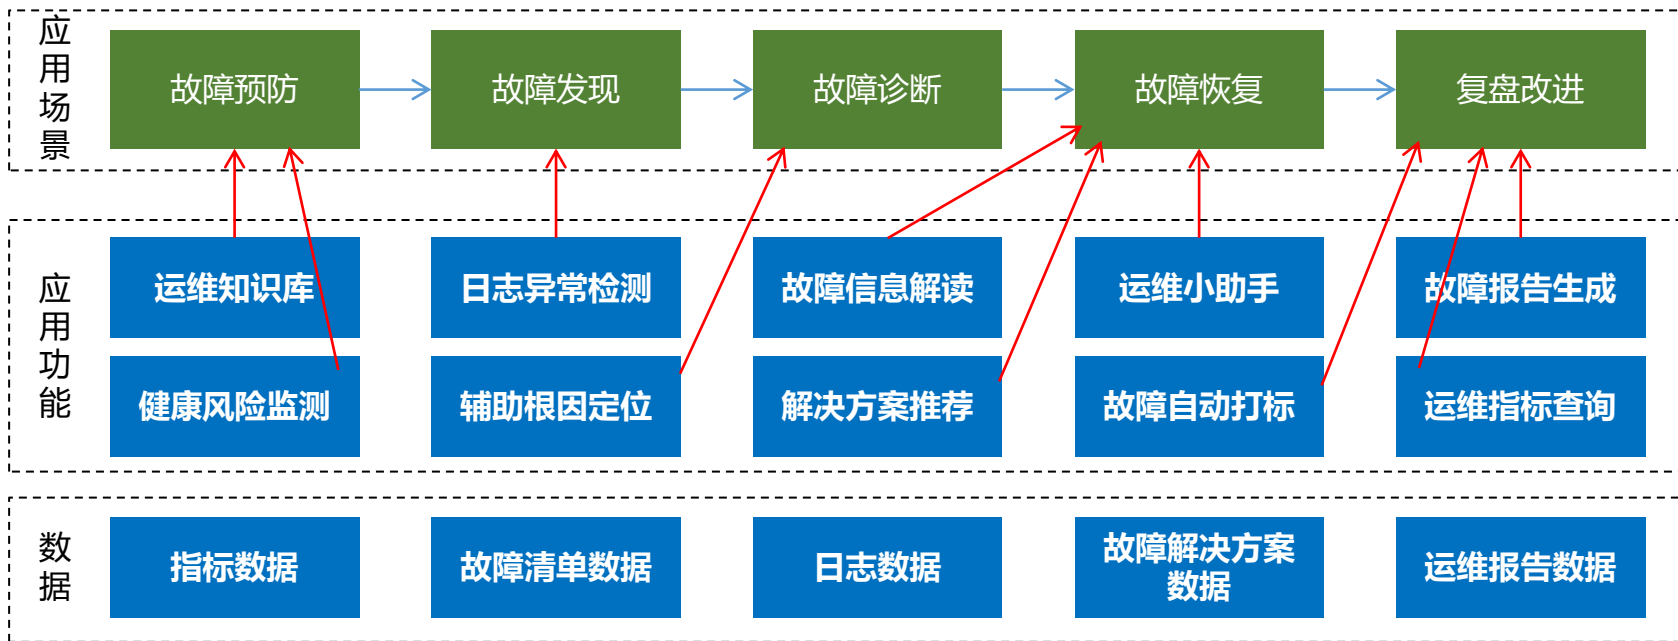 应用场景
故障预防
故障发现
故障诊断
故障恢复
复盘改进
应用功能
运维知识库
日志异常检测
故障信息解读
运维小助手
故障报告生成
健康风险监测
辅助根因定位
解决方案推荐
故障自动打标
运维指标查询
数据
指标数据
故障清单数据
日志数据
故障解决方案
数据
运维报告数据